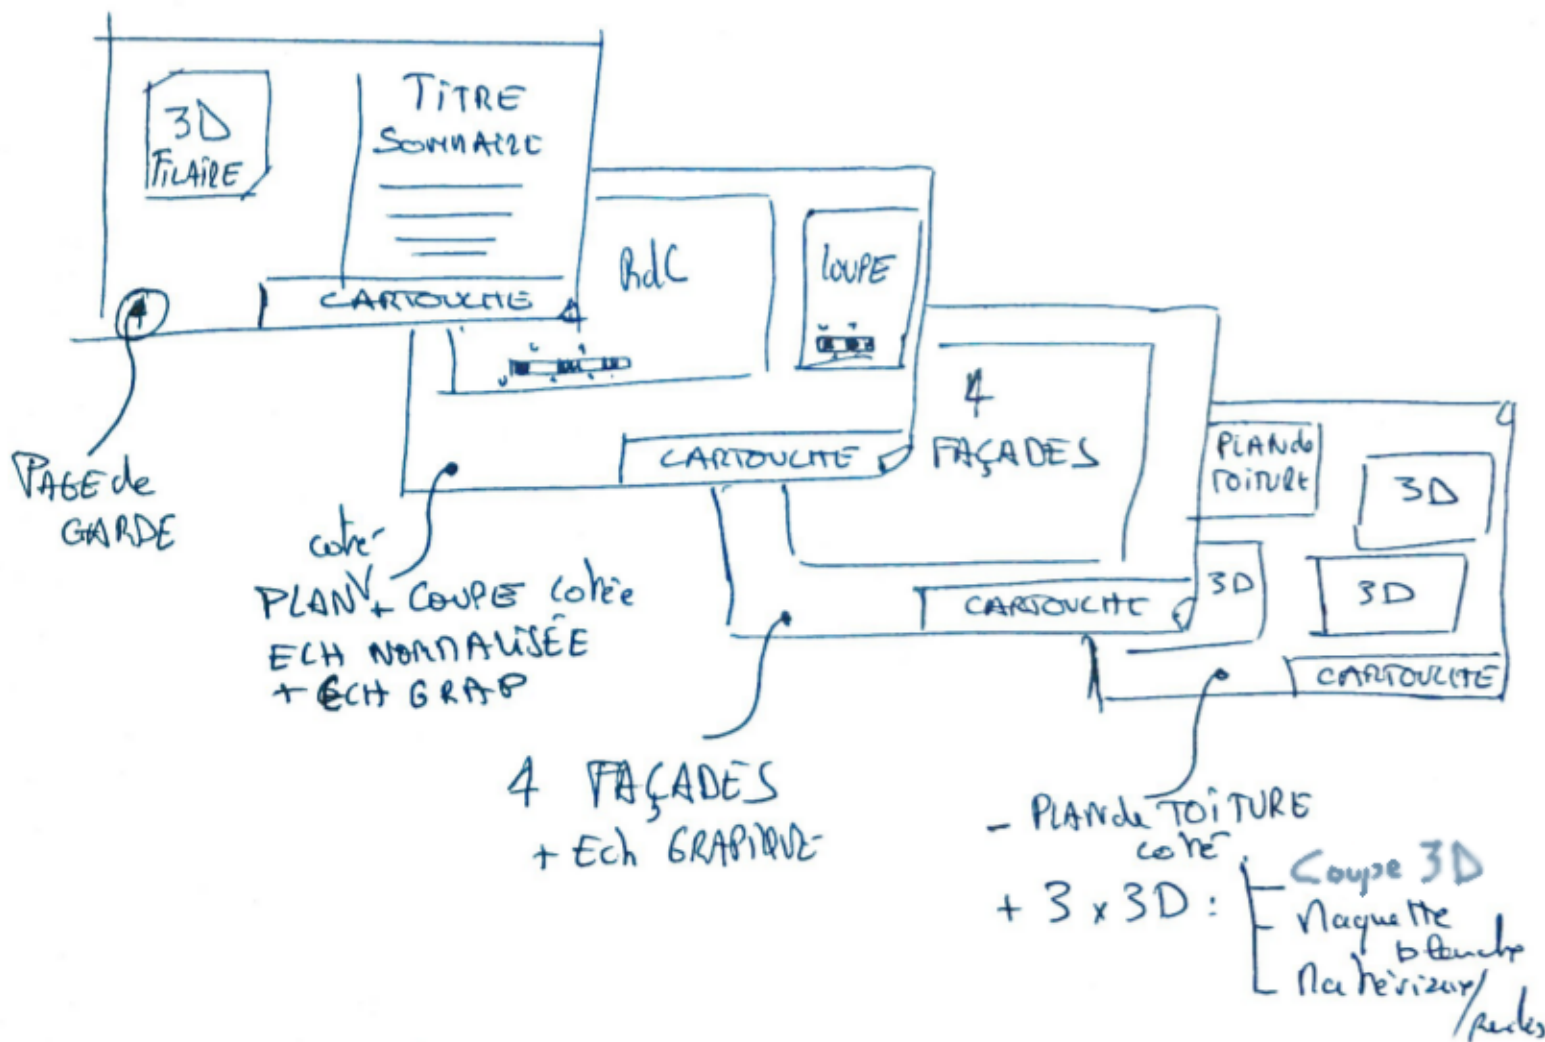 3D
FILAIRE
TITRE
SOMMAIRE
CARTOUCHE
RdC
COUPE
CARTOUCHE
4
FAÇADES
CARTOUCHE
PLAN de
TOITURE
3D
3D
3D
CARTOUCHE
PAGE de
GARDE
coté
PLAN + COUPE cotée
ECH NORMALISÉE
+ ECH GRAP
4 FAÇADES
+ Ech GRAPIQUE
- PLAN de TOITURE
coté
+ 3 x 3D :
Coupe 3D
Maquette
blanche
Matériaux/